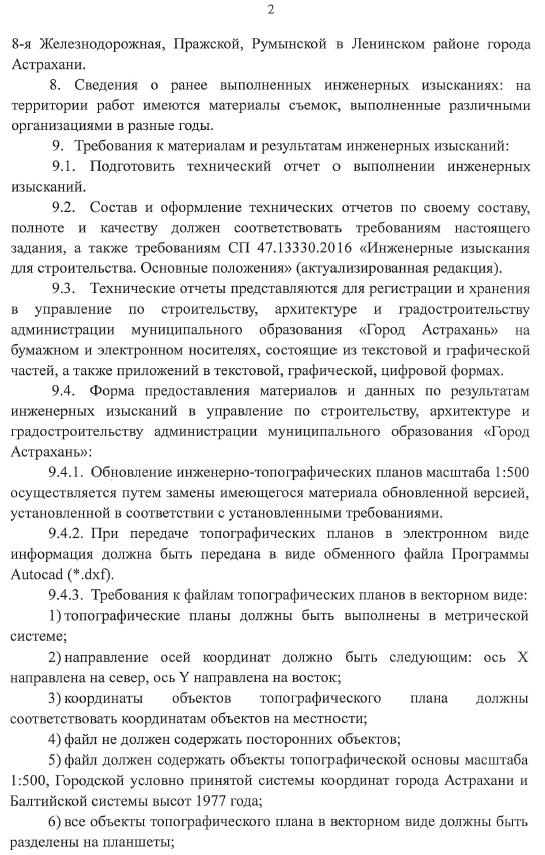 2
8-я Железнодорожная, Пражской, Румынской в Ленинском районе города
Астрахани.
8. Сведения о ранее выполненных инженерных изысканиях: на
территории работ имеются материалы съемок, выполненные различными
организациями в разные годы.
9. Требования к материалам и результатам инженерных изысканий:
9.1. Подготовить технический отчет о выполнении инженерных
изысканий.
9.2. Состав и оформление технических отчетов по своему составу,
полноте и качеству должен соответствовать требованиям настоящего
задания, а также требованиям СП 47.13330.2016 «Инженерные изыскания
для строительства. Основные положения» (актуализированная редакция).
9.3. Технические отчеты представляются для регистрации и хранения
в управление по строительству, архитектуре и градостроительству
администрации муниципального образования «Город Астрахань» на
бумажном и электронном носителях, состоящие из текстовой и графической
частей, а также приложений в текстовой, графической, цифровой формах.
9.4. Форма предоставления материалов и данных по результатам
инженерных изысканий в управление по строительству, архитектуре и
градостроительству администрации муниципального образования «Город
Астрахань»:
9.4.1. Обновление инженерно-топографических планов масштаба 1:500
осуществляется путем замены имеющегося материала обновленной версией,
установленной в соответствии с установленными требованиями.
9.4.2. При передаче топографических планов в электронном виде
информация должна быть передана в виде обменного файла Программы
Autocad (*.dxf).
9.4.3. Требования к файлам топографических планов в векторном виде:
1) топографические планы должны быть выполнены в метрической
системе;
2) направление осей координат должно быть следующим: ось X
направлена на север, ось Y направлена на восток;
3) координаты объектов топографического плана должны
соответствовать координатам объектов на местности;
4) файл не должен содержать посторонних объектов;
5) файл должен содержать объекты топографической основы масштаба
1:500, Городской условно принятой системы координат города Астрахани и
Балтийской системы высот 1977 года;
6) все объекты топографического плана в векторном виде должны быть
разделены на планшеты;